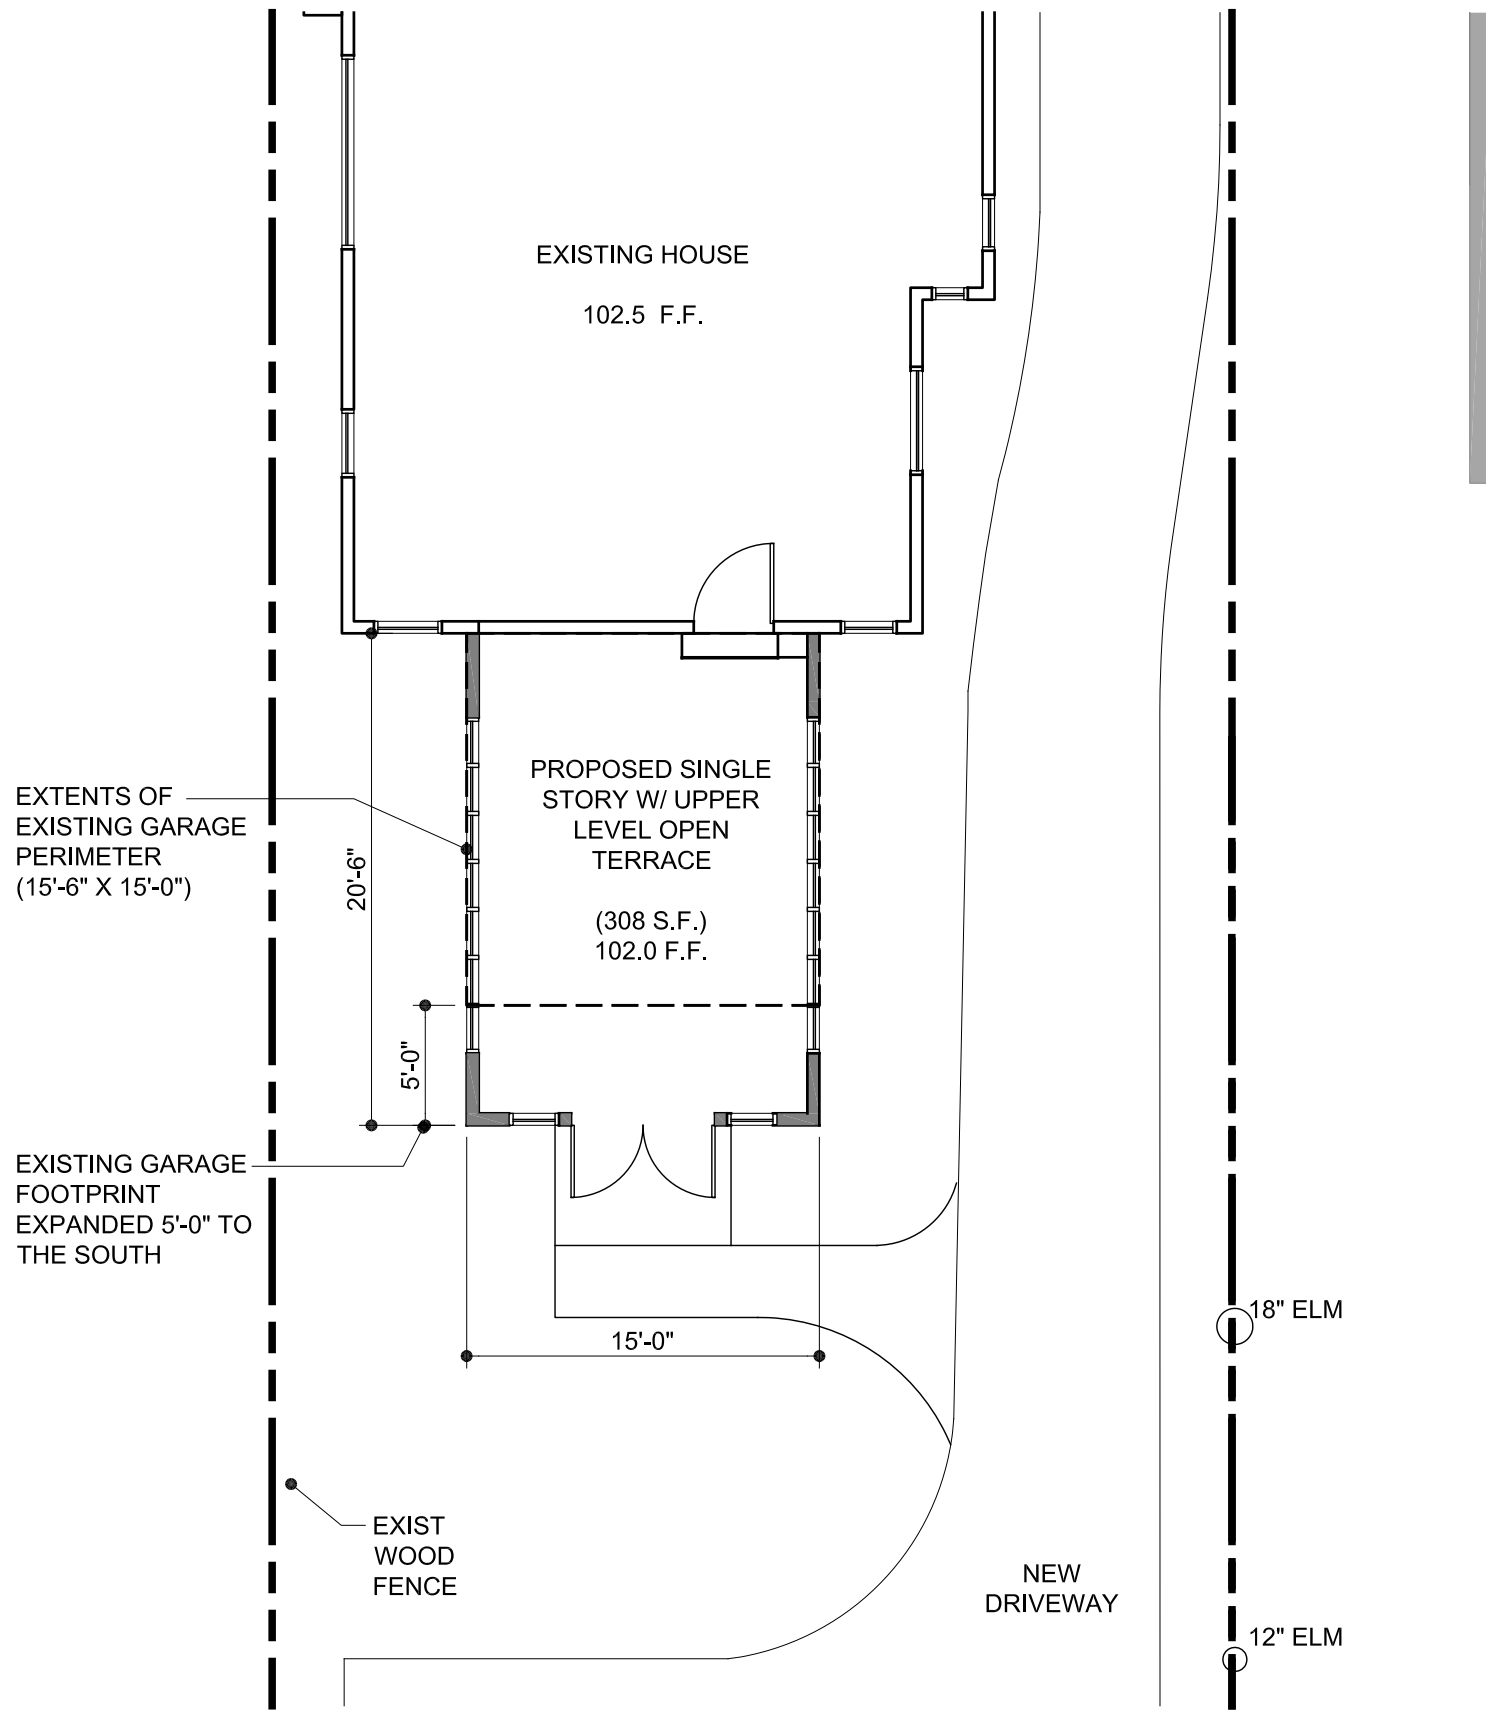 EXISTING HOUSE
102.5 F.F.
PROPOSED SINGLE
STORY W/ UPPER
LEVEL OPEN
TERRACE
(308 S.F.)
102.0 F.F.
EXTENTS OF
EXISTING GARAGE
PERIMETER
(15'-6" X 15'-0")
20'-6"
5'-0"
EXISTING GARAGE
FOOTPRINT
EXPANDED 5'-0" TO
THE SOUTH
15'-0"
18" ELM
EXIST
WOOD
FENCE
NEW
DRIVEWAY
12" ELM